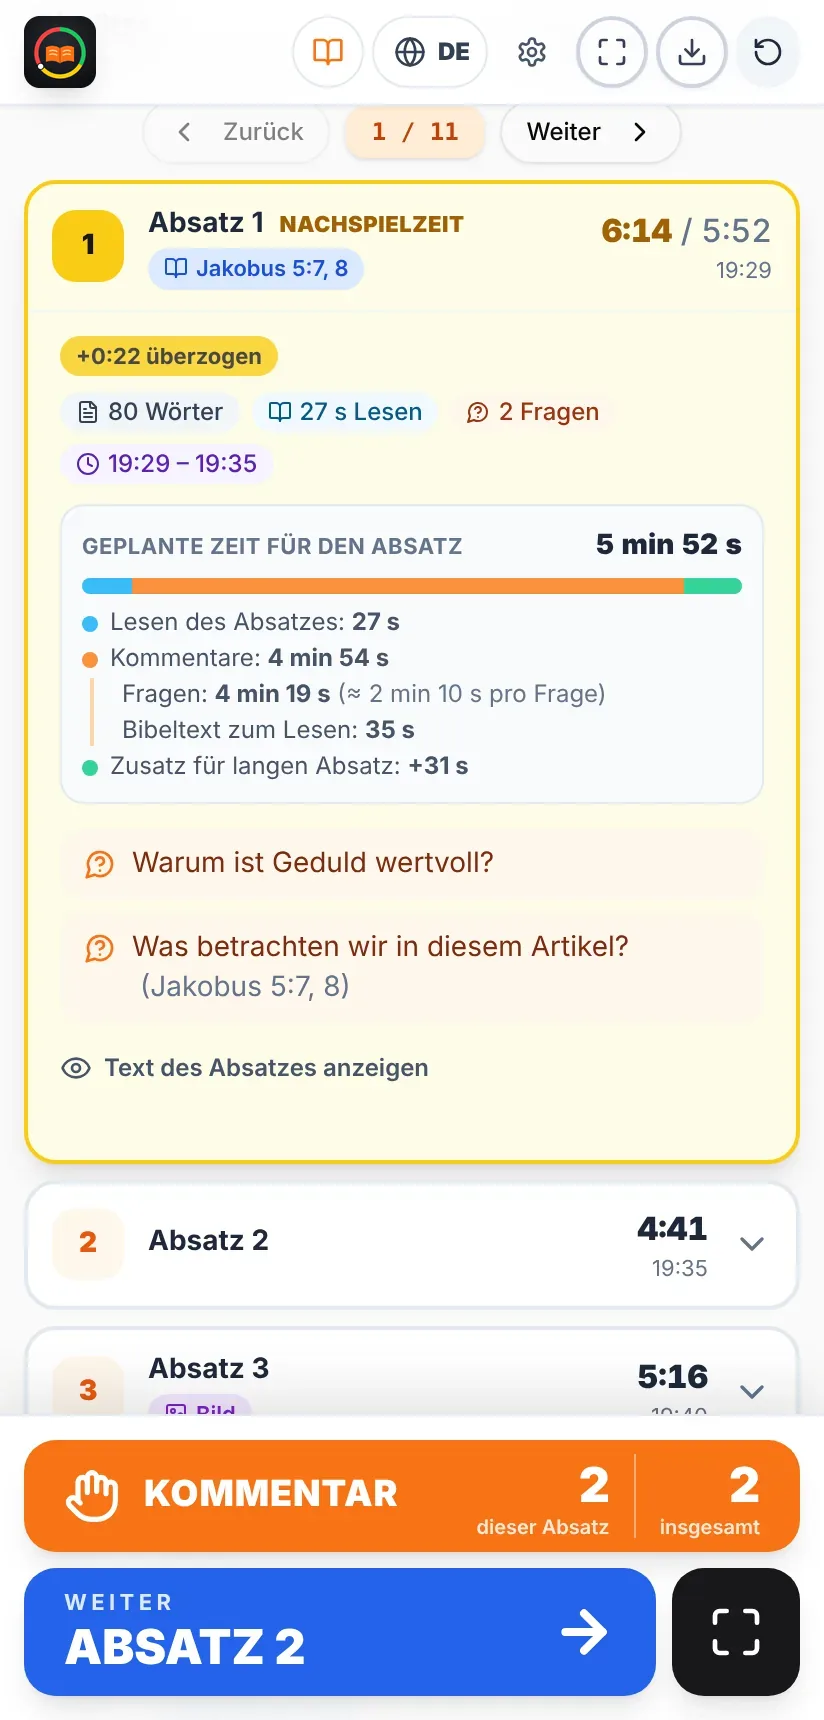 DE
Zurück
1 / 11
Weiter
1
Absatz 1 NACHSPIELZEIT
6:14 / 5:52
Jakobus 5:7, 8
19:29
+0:22 überzogen
80 Wörter
27 s Lesen
2 Fragen
19:29 – 19:35
GEPLANTE ZEIT FÜR DEN ABSATZ
5 min 52 s
Lesen des Absatzes: 27 s
Kommentare: 4 min 54 s
Fragen: 4 min 19 s (≈ 2 min 10 s pro Frage)
Bibeltext zum Lesen: 35 s
Zusatz für langen Absatz: +31 s
Warum ist Geduld wertvoll?
Was betrachten wir in diesem Artikel?
(Jakobus 5:7, 8)
Text des Absatzes anzeigen
2
Absatz 2
4:41
19:35
3
Absatz 3
5:16
Bild
19:40
KOMMENTAR
2
dieser Absatz
2
insgesamt
WEITER
ABSATZ 2